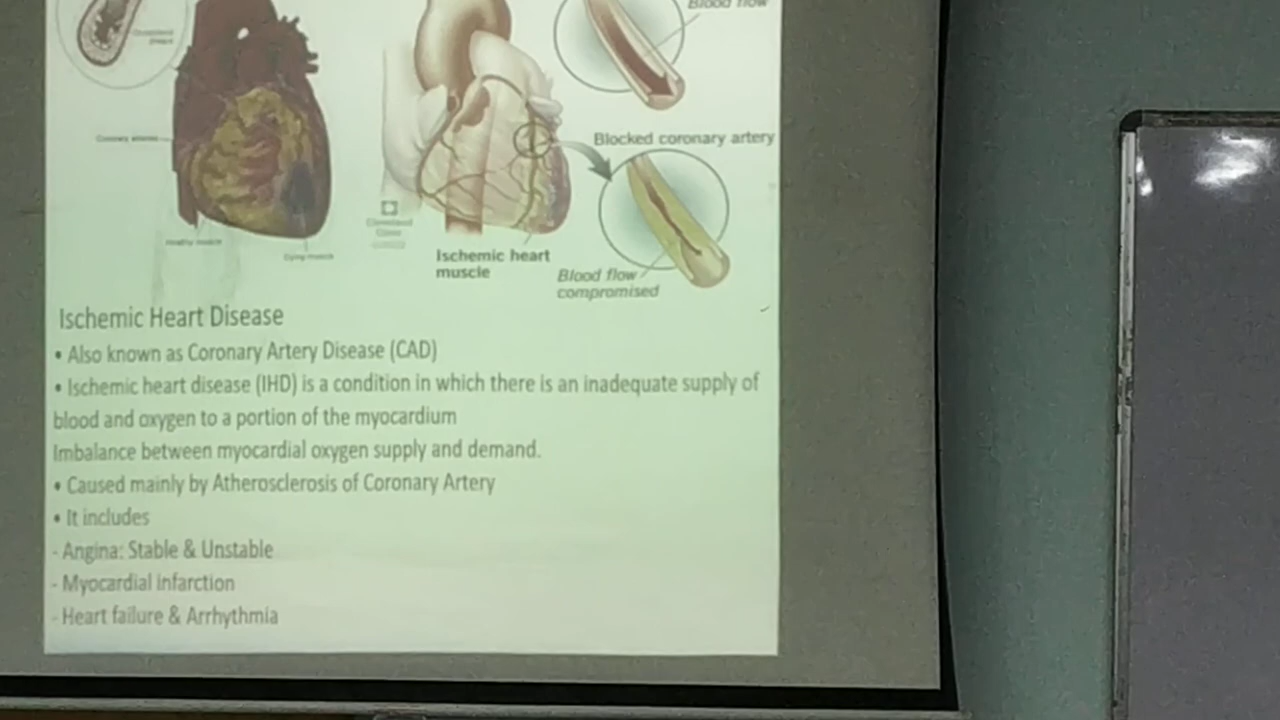 Blood flow
Blocked coronary artery
Ischemic heart
muscle
Blood flow
compromised
Ischemic Heart Disease
• Also known as Coronary Artery Disease (CAD)
• Ischemic heart disease (IHD) is a condition in which there is an inadequate supply of
blood and oxygen to a portion of the myocardium
Imbalance between myocardial oxygen supply and demand.
• Caused mainly by Atherosclerosis of Coronary Artery
• It includes
- Angina: Stable & Unstable
- Myocardial infarction
- Heart failure & Arrhythmia